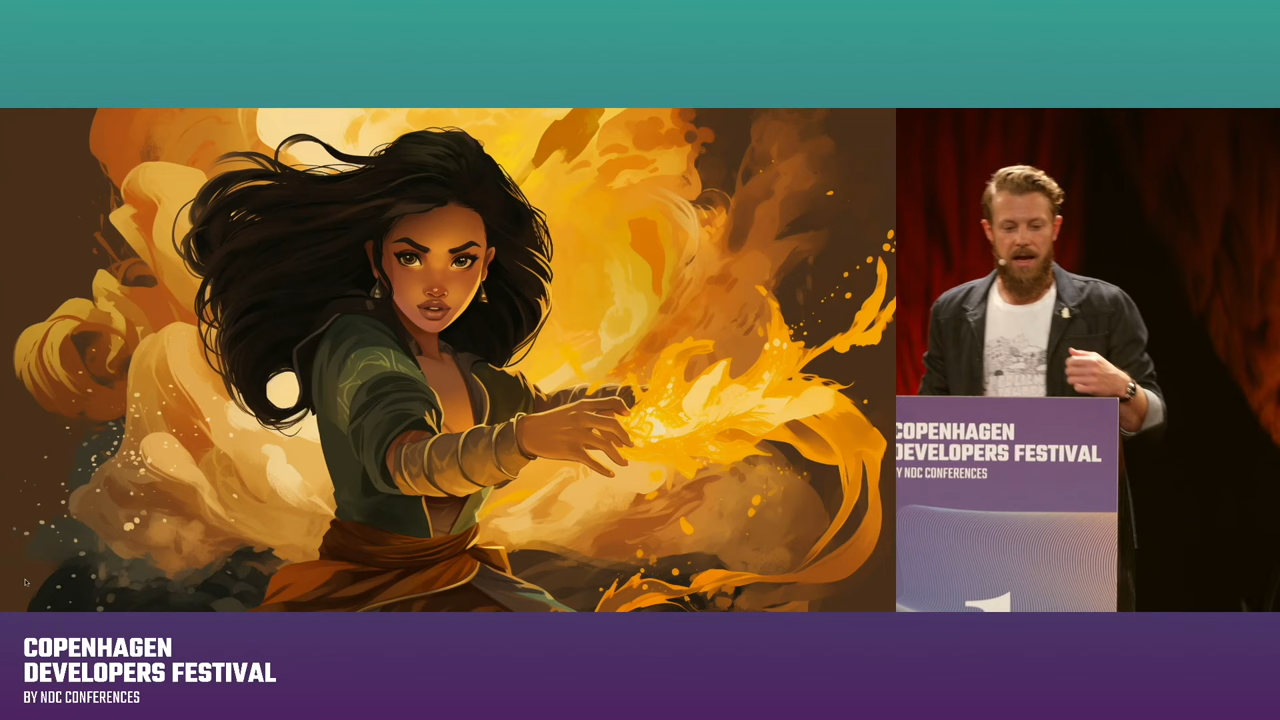 COPENHAGEN
DEVELOPERS FESTIVAL
BY NDC CONFERENCES
COPENHAGEN
DEVELOPERS FESTIVAL
BY NDC CONFERENCES